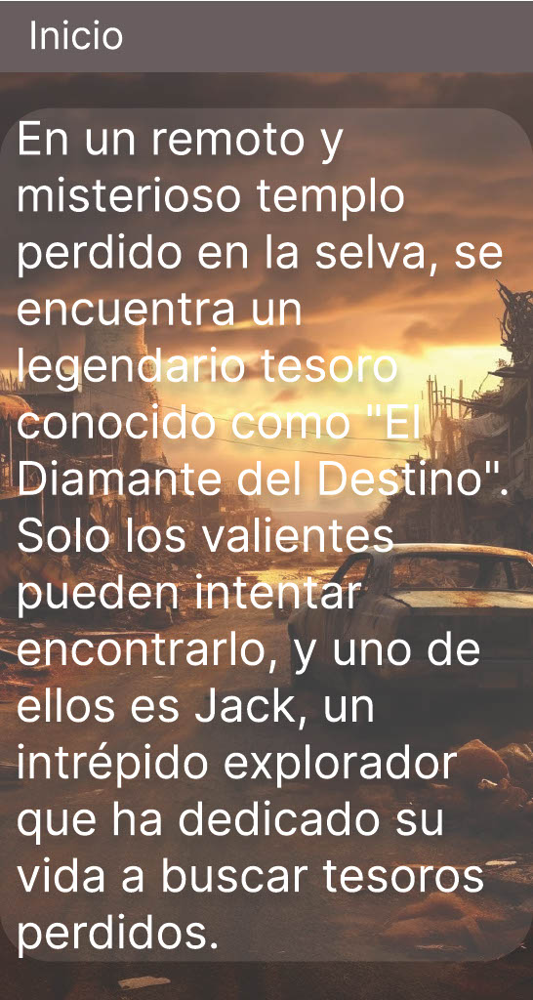 Inicio
En un remoto y
misterioso templo
perdido en la selva, se
encuentra un
legendario tesoro
conocido como "El
Diamante del Destino".
Solo los valientes
pueden intentar
encontrarlo, y uno de
ellos es Jack, un
intrépido explorador
que ha dedicado su
vida a buscar tesoros
perdidos.